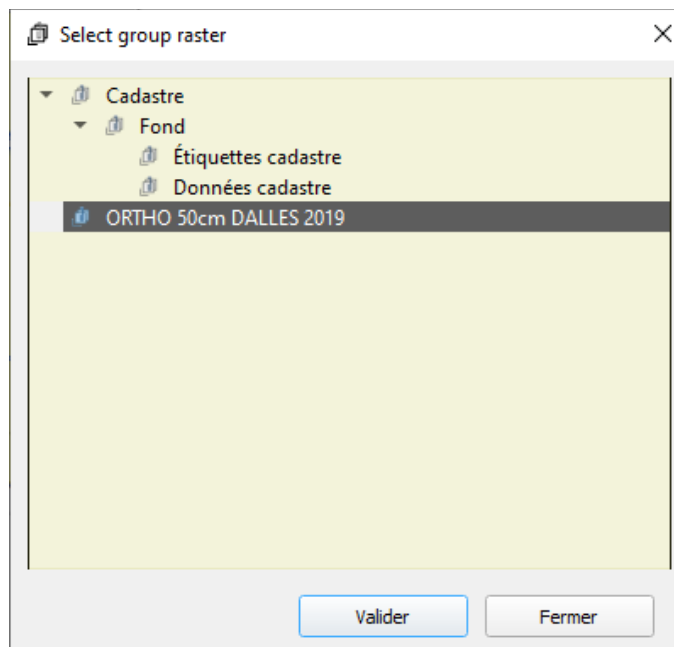 Select group raster
Cadastre
Fond
Étiquettes cadastre
Données cadastre
ORTHO 50cm DALLES 2019
Valider
Fermer